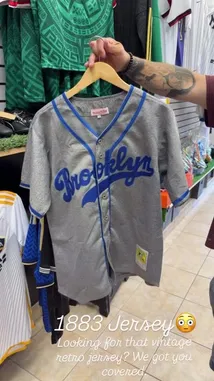 Brooklyn
1883 Jersey😳
Looking for that vintage
retro jersey? We got you
covered.